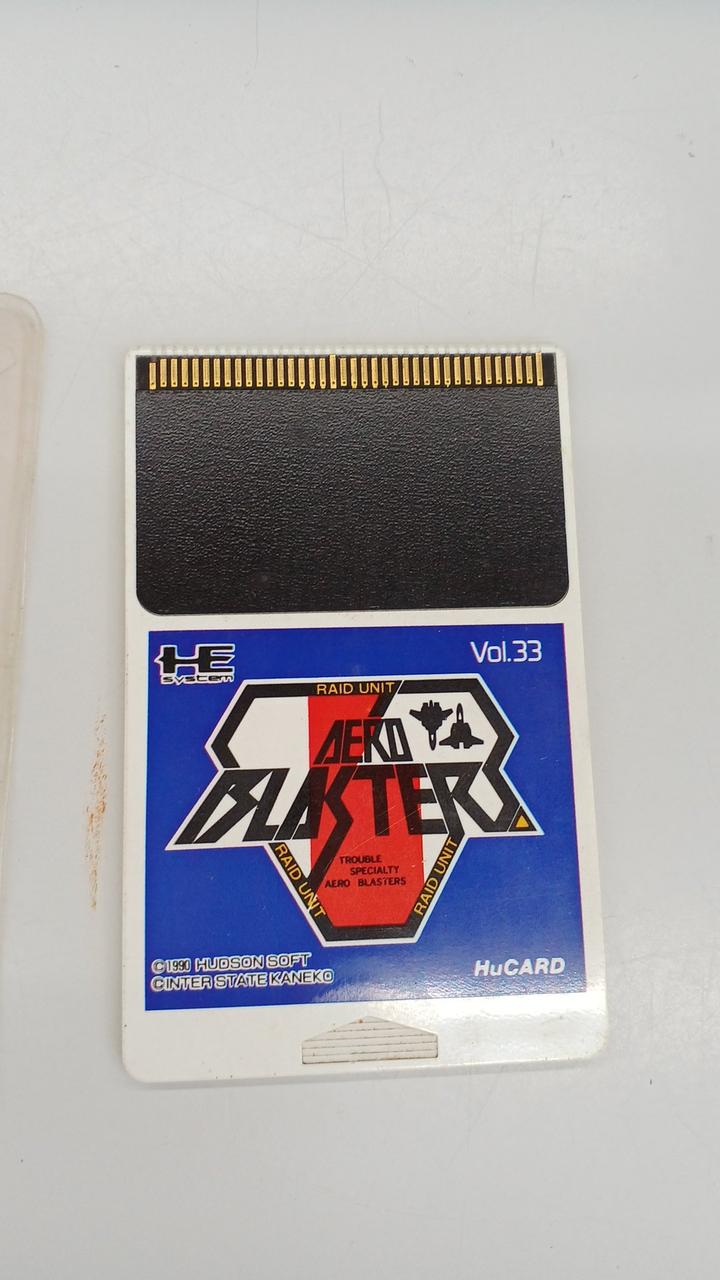 HE
system
Vol.33
RAID UNIT
AERO
BLASTERS
RAID UNIT
TROUBLE
SPECIALTY
AERO BLASTERS
RAID UNIT
©1990 HUDSON SOFT
©INTER STATE KANEKO
HuCARD